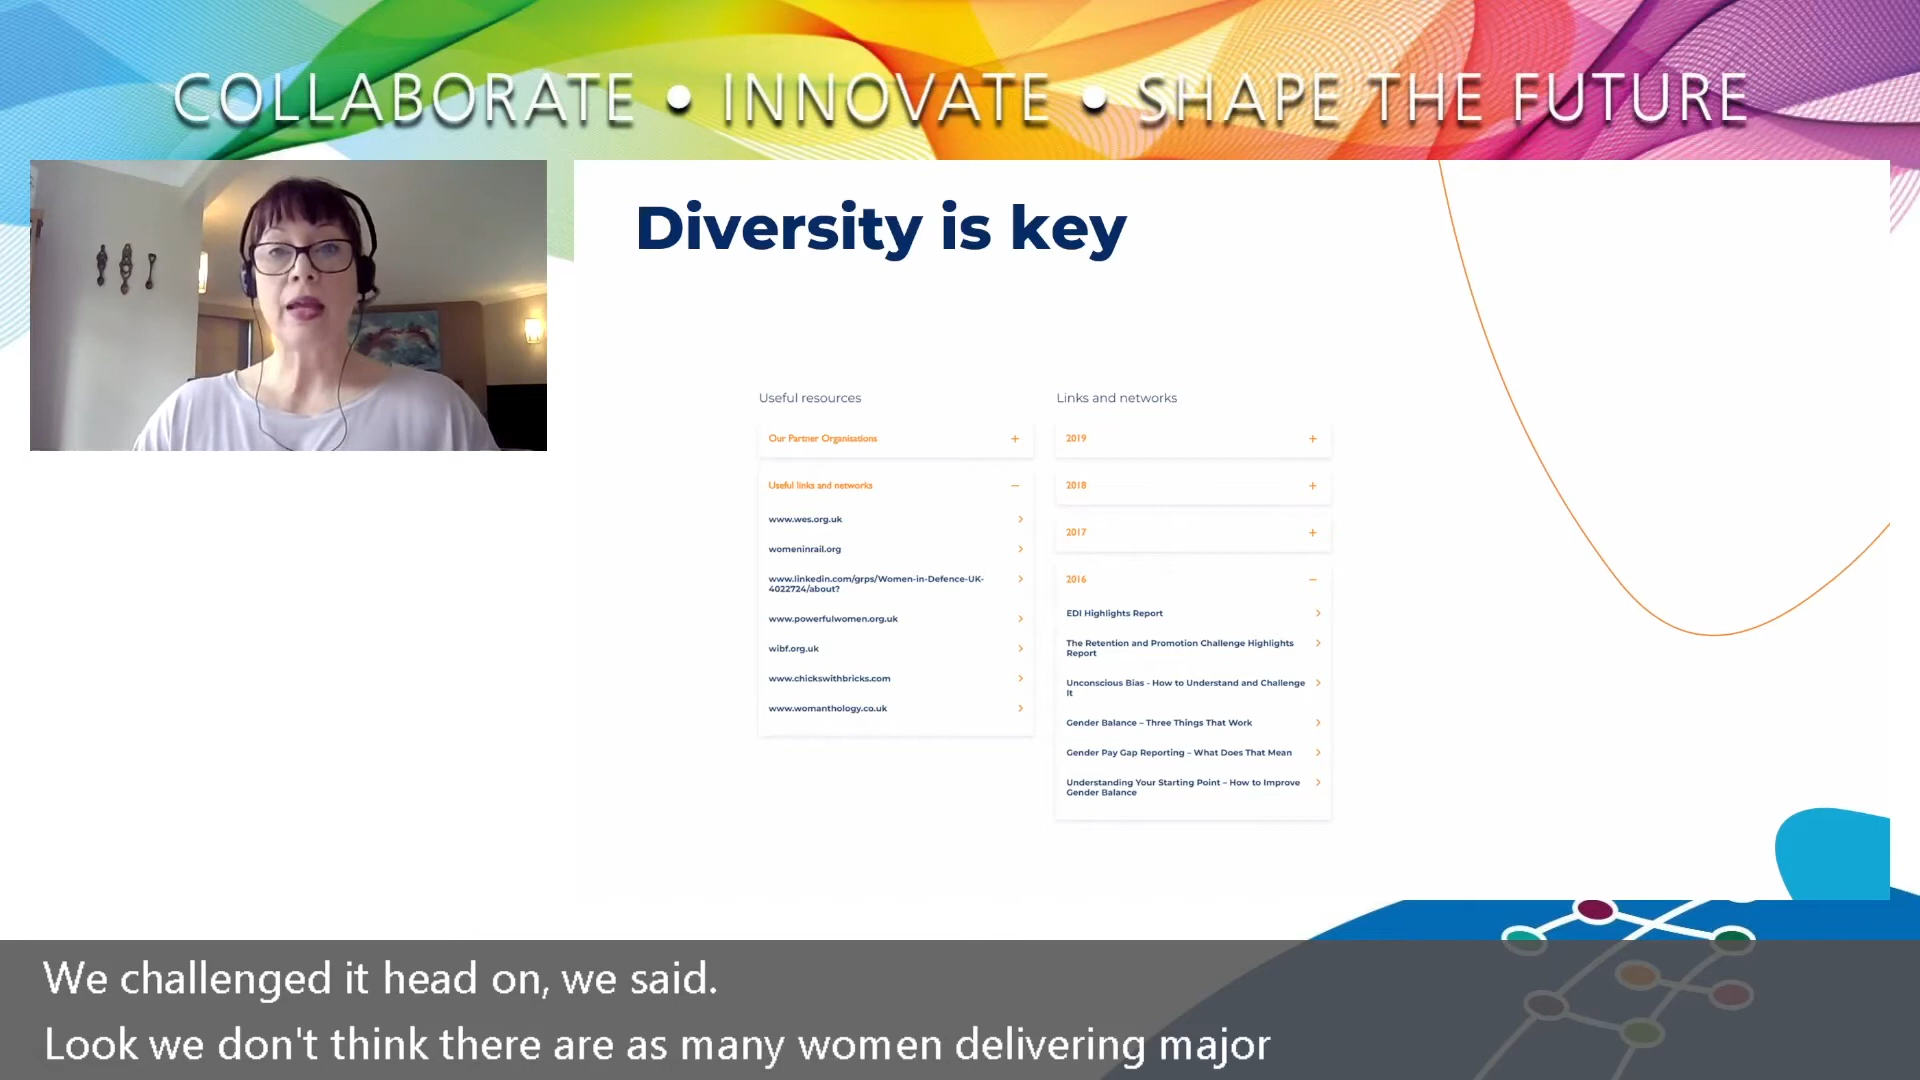 COLLABORATE • INNOVATE • SHAPE THE FUTURE
Diversity is key
Useful resources
Our Partner Organisations +
Useful links and networks –
www.wes.org.uk
womeninrail.org
www.linkedin.com/grps/Women-in-Defence-UK-
4022724/about?
www.powerfulwomen.org.uk
wibf.org.uk
www.chickswithbricks.com
www.womanthology.co.uk
Links and networks
2019 +
2018 +
2017 +
2016 –
EDI Highlights Report
The Retention and Promotion Challenge Highlights
Report
Unconscious Bias - How to Understand and Challenge
It
Gender Balance – Three Things That Work
Gender Pay Gap Reporting – What Does That Mean
Understanding Your Starting Point – How to Improve
Gender Balance
We challenged it head on, we said.
Look we don't think there are as many women delivering major